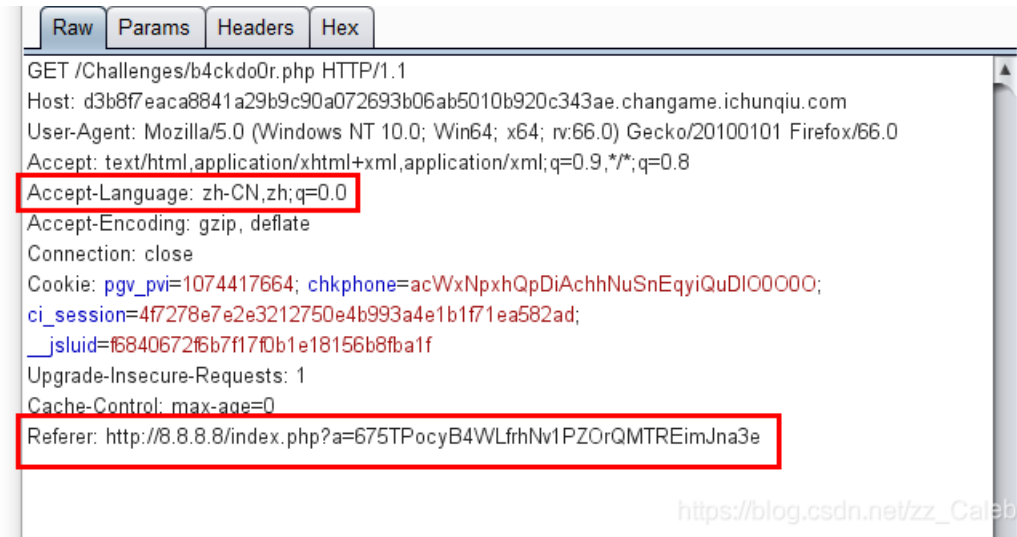 Raw Params Headers Hex
GET /Challenges/b4ckdo0r.php HTTP/1.1
Host: d3b8f7eaca8841a29b9c90a072693b06ab5010b920c343ae.changame.ichunqiu.com
User-Agent: Mozilla/5.0 (Windows NT 10.0; Win64; x64; rv:66.0) Gecko/20100101 Firefox/66.0
Accept: text/html,application/xhtml+xml,application/xml;q=0.9,*/*;q=0.8
Accept-Language: zh-CN,zh;q=0.0
Accept-Encoding: gzip, deflate
Connection: close
Cookie: pgv_pvi=1074417664; chkphone=acWxNpxhQpDiAchhNuSnEqyiQuDIO0O0O;
ci_session=4f7278e7e2e3212750e4b993a4e1b1f71ea582ad;
__jsluid=f6840672f6b7f17f0b1e18156b8fba1f
Upgrade-Insecure-Requests: 1
Cache-Control: max-age=0
Referer: http://8.8.8.8/index.php?a=675TPocyB4WLfrhNv1PZOrQMTREimJna3e
https://blog.csdn.net/zz_Caleb